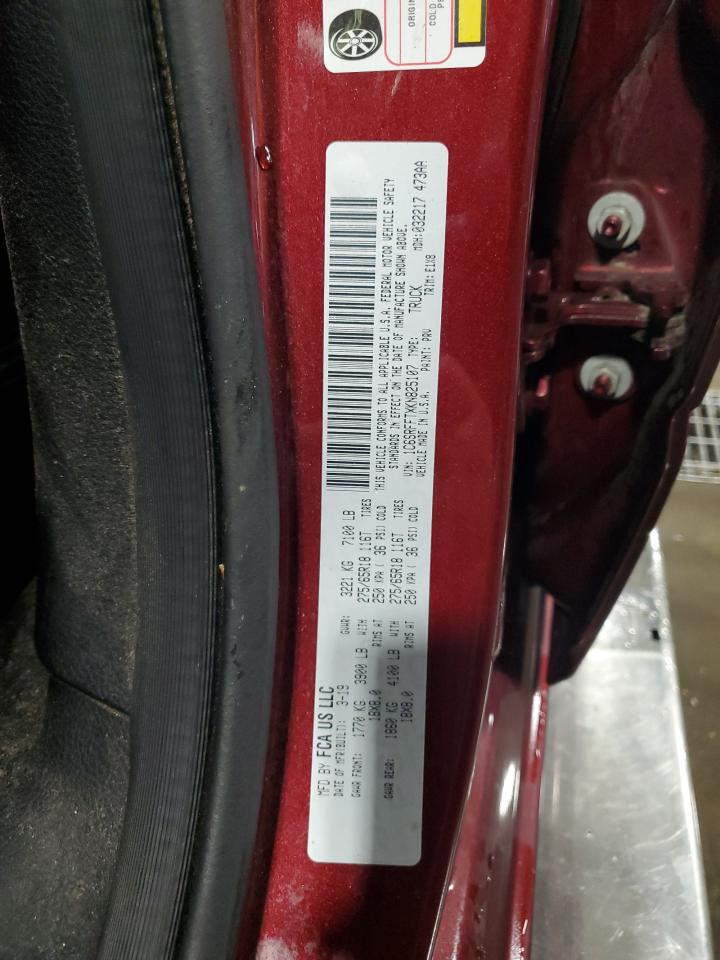 ORIGIN
COLD
PR
MFD BY FCA US LLC
DATE OF MFR(BUILT): 3-19 GVWR: 3221 KG 7100 LB
GAWR FRONT: 1770 KG 3900 LB WITH 275/65R18 116T TIRES
18X8.0 RIMS AT 250 KPA ( 36 PSI) COLD
GAWR REAR: 1860 KG 4100 LB WITH 275/65R18 116T TIRES
18X8.0 RIMS AT 250 KPA ( 36 PSI) COLD
THIS VEHICLE CONFORMS TO ALL APPLICABLE U.S.A. FEDERAL MOTOR VEHICLE SAFETY
STANDARDS IN EFFECT ON THE DATE OF MANUFACTURE SHOWN ABOVE.
VIN: 1C6SRFFTXKN825107 TYPE: TRUCK MDH: 032217 473AA
VEHICLE MADE IN U.S.A. PAINT: PRV TRIM: E1X8